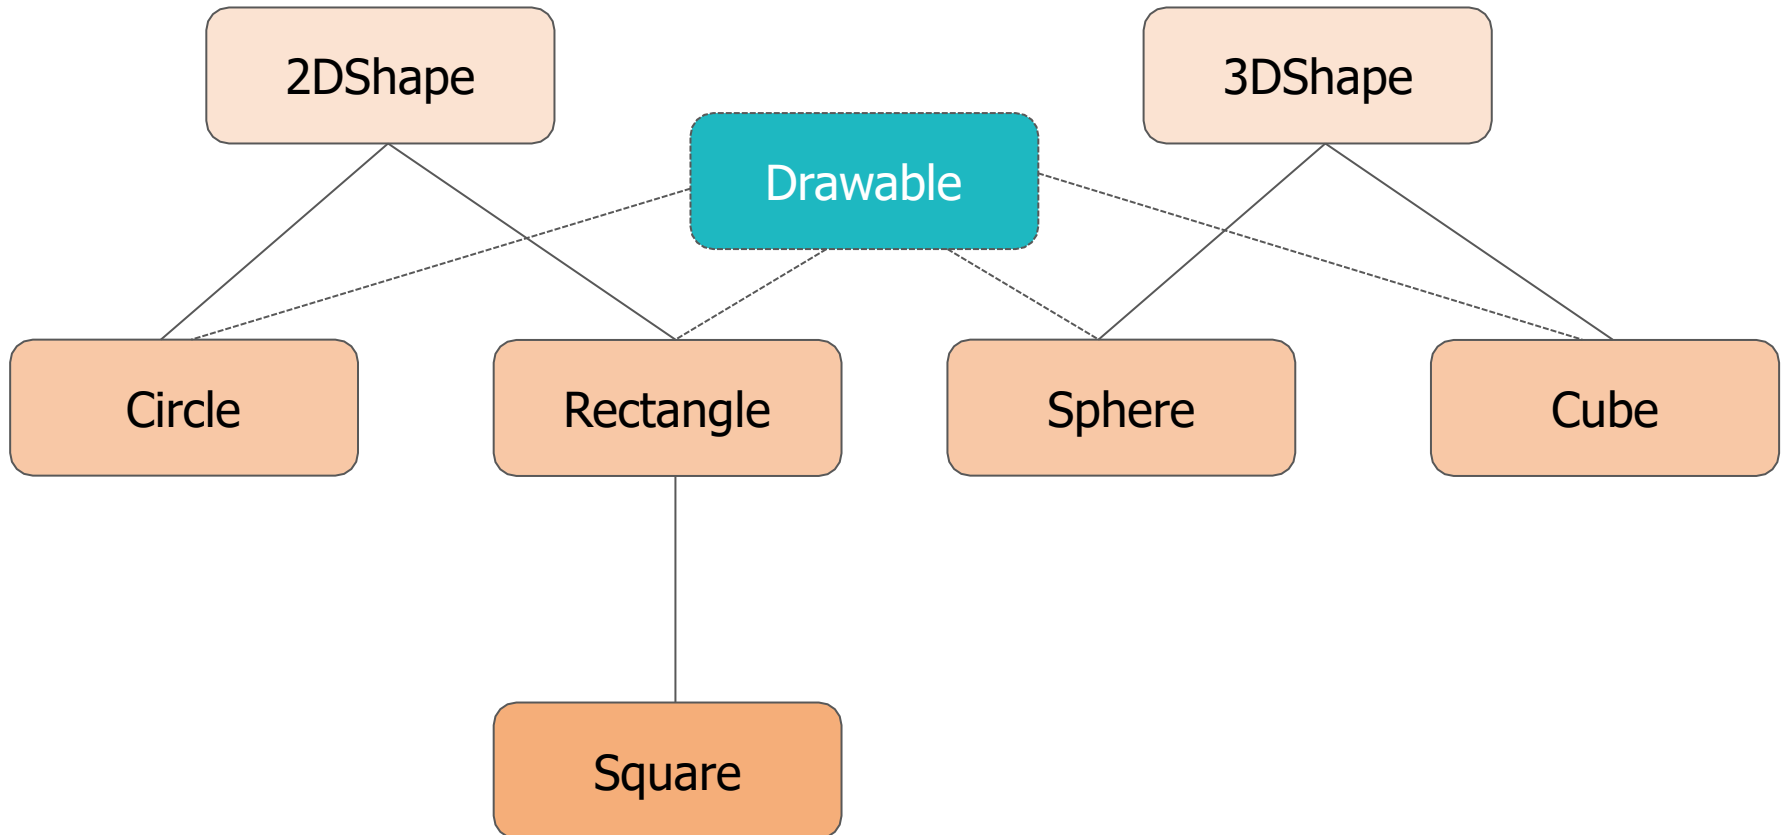 2DShape
3DShape
Drawable
Circle
Rectangle
Sphere
Cube
Square